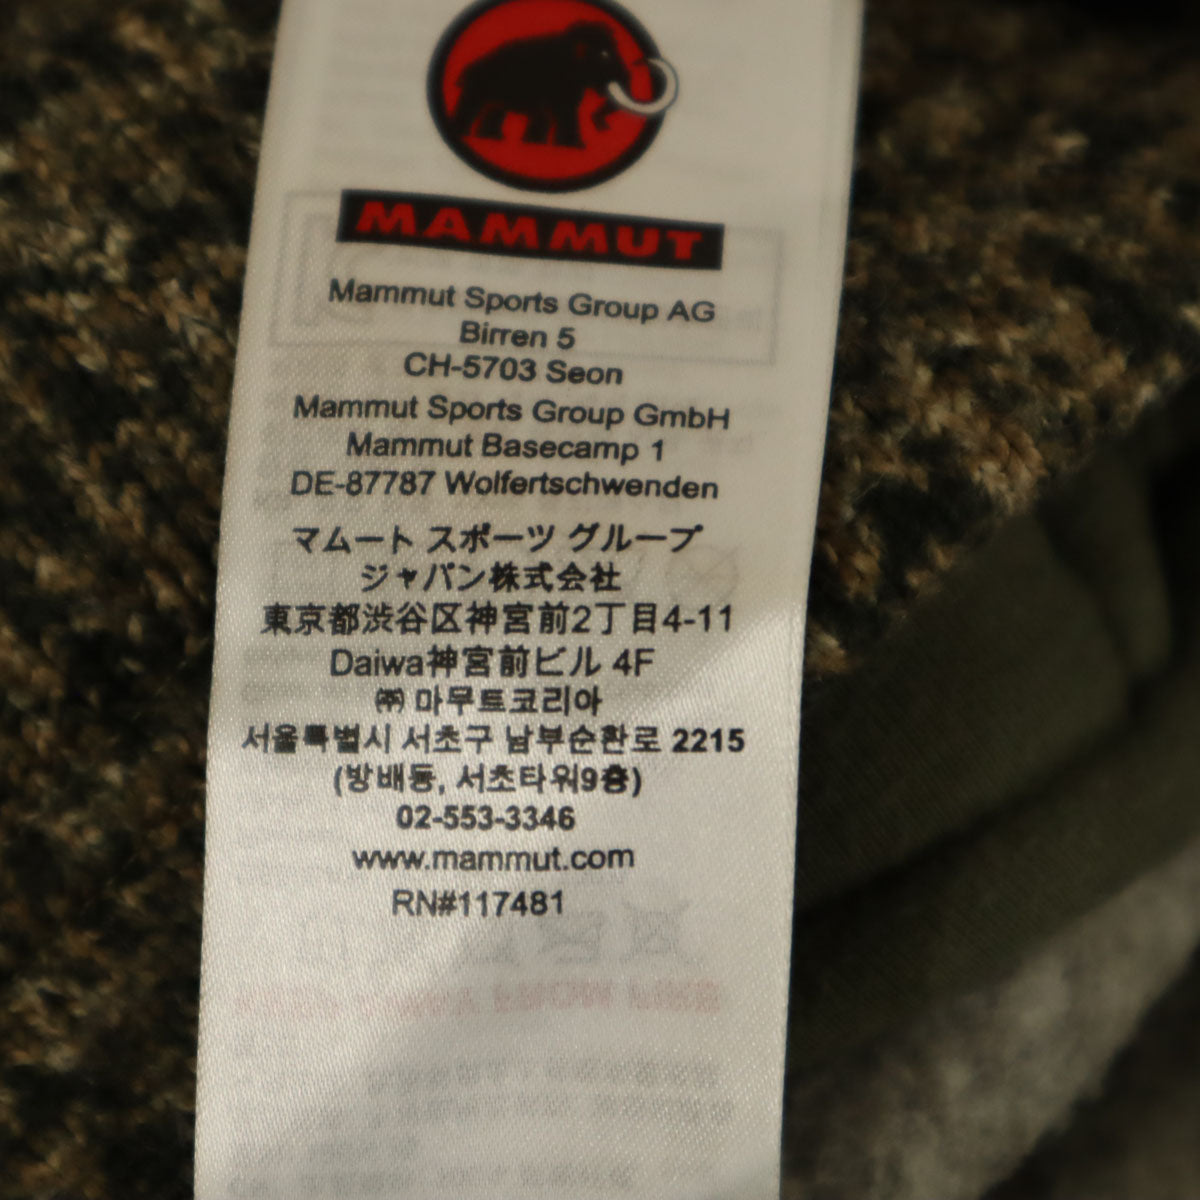 MAMMUT
Mammut Sports Group AG
Birren 5
CH-5703 Seon
Mammut Sports Group GmbH
Mammut Basecamp 1
DE-87787 Wolfertschwenden
マムート スポーツ グループ
ジャパン株式会社
東京都渋谷区神宮前2丁目4-11
Daiwa神宮前ビル 4F
㈜ 마무트코리아
서울특별시 서초구 남부순환로 2215
(방배동, 서초타워9층)
02-553-3346
www.mammut.com
RN#117481